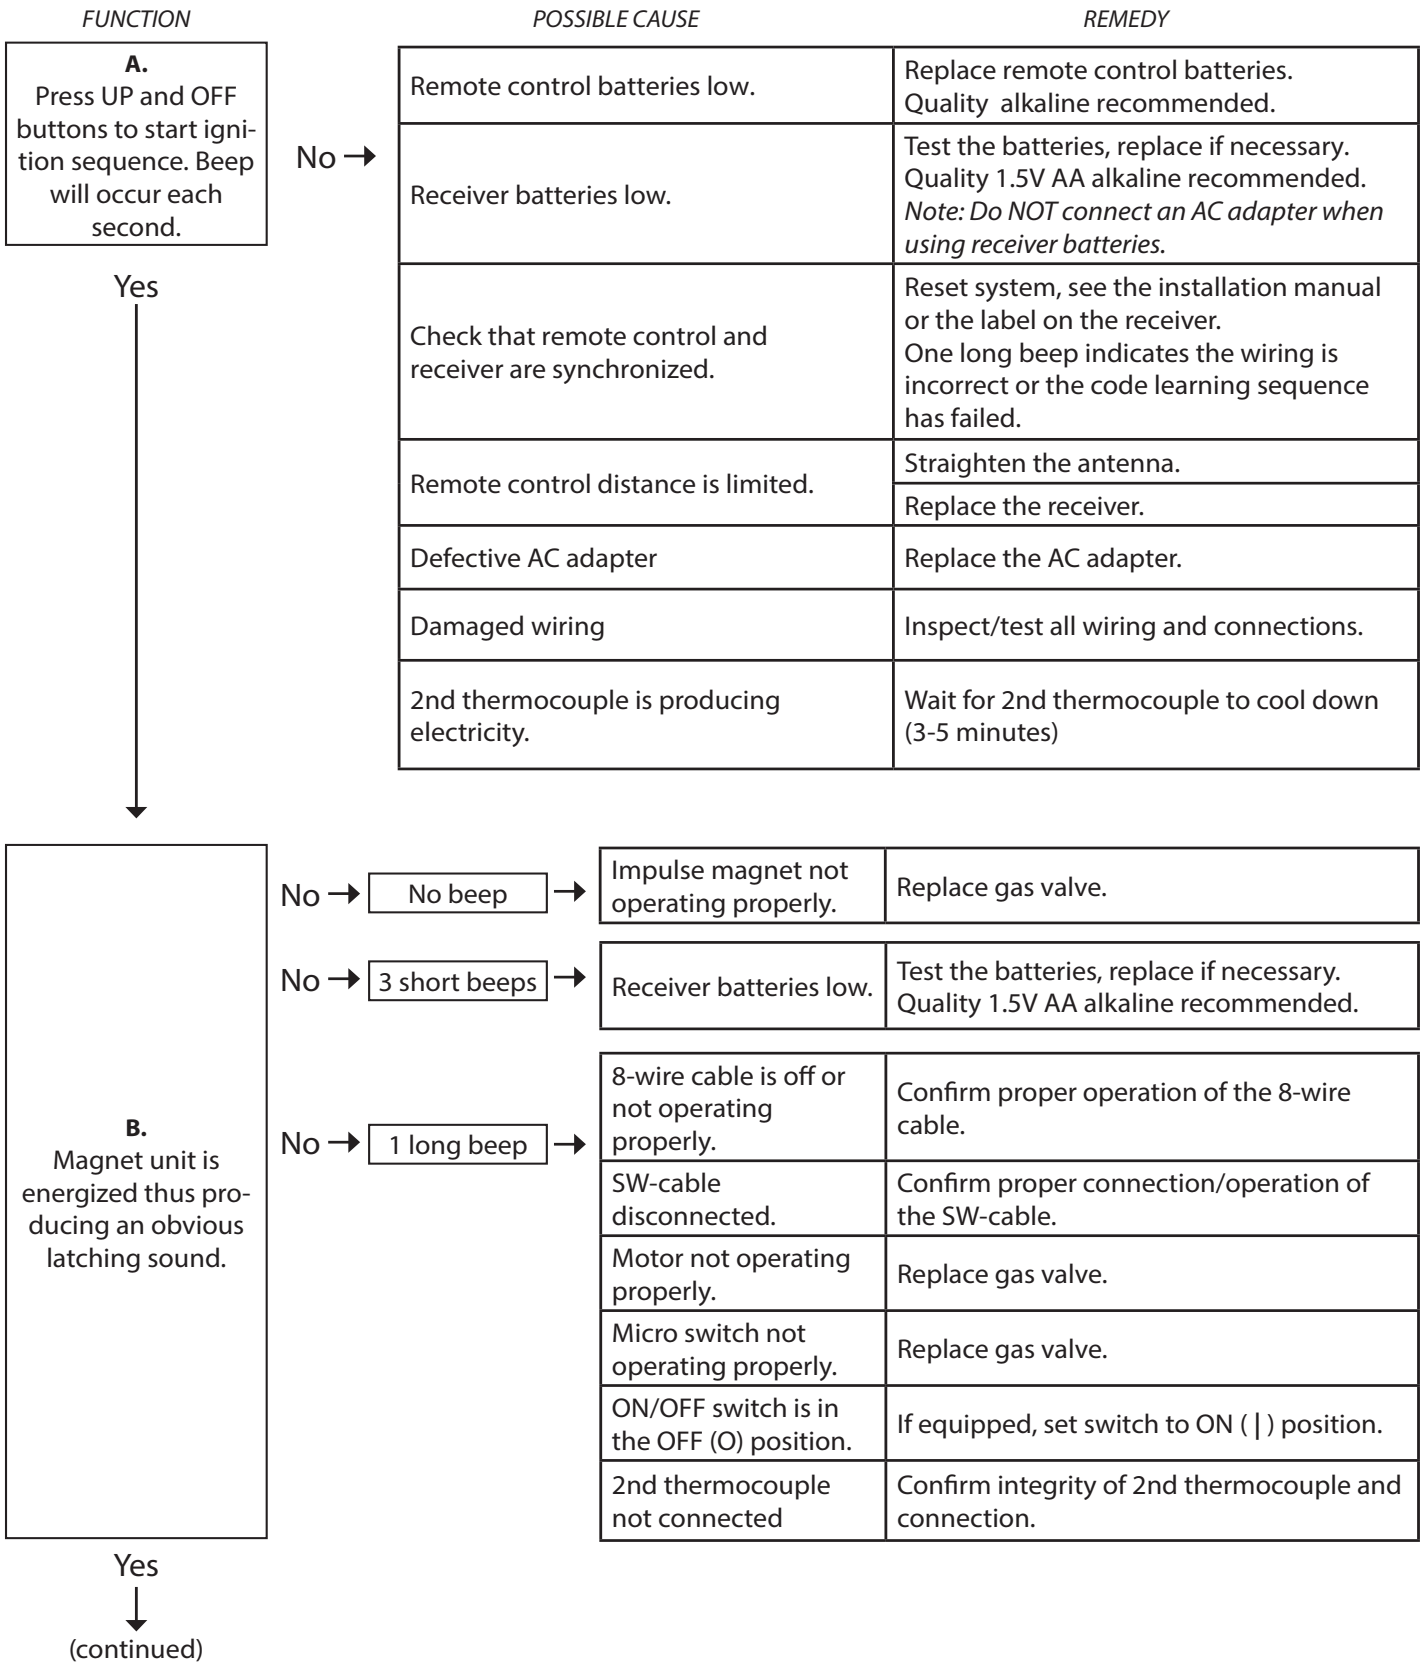 FUNCTION
POSSIBLE CAUSE
REMEDY
A.
Press UP and OFF
buttons to start igni-
tion sequence. Beep
will occur each
second.
No
Remote control batteries low.
Replace remote control batteries.
Quality alkaline recommended.
Receiver batteries low.
Test the batteries, replace if necessary.
Quality 1.5V AA alkaline recommended.
Note: Do NOT connect an AC adapter when
using receiver batteries.
Check that remote control and
receiver are synchronized.
Reset system, see the installation manual
or the label on the receiver.
One long beep indicates the wiring is
incorrect or the code learning sequence
has failed.
Remote control distance is limited.
Straighten the antenna.
Replace the receiver.
Defective AC adapter
Replace the AC adapter.
Damaged wiring
Inspect/test all wiring and connections.
2nd thermocouple is producing
electricity.
Wait for 2nd thermocouple to cool down
(3-5 minutes)
Yes
B.
Magnet unit is
energized thus pro-
ducing an obvious
latching sound.
No
No beep
Impulse magnet not
operating properly.
Replace gas valve.
No
3 short beeps
Receiver batteries low.
Test the batteries, replace if necessary.
Quality 1.5V AA alkaline recommended.
No
1 long beep
8-wire cable is off or
not operating
properly.
Confirm proper operation of the 8-wire
cable.
SW-cable
disconnected.
Confirm proper connection/operation of
the SW-cable.
Motor not operating
properly.
Replace gas valve.
Micro switch not
operating properly.
Replace gas valve.
ON/OFF switch is in
the OFF (O) position.
If equipped, set switch to ON ( | ) position.
2nd thermocouple
not connected
Confirm integrity of 2nd thermocouple and
connection.
Yes
(continued)